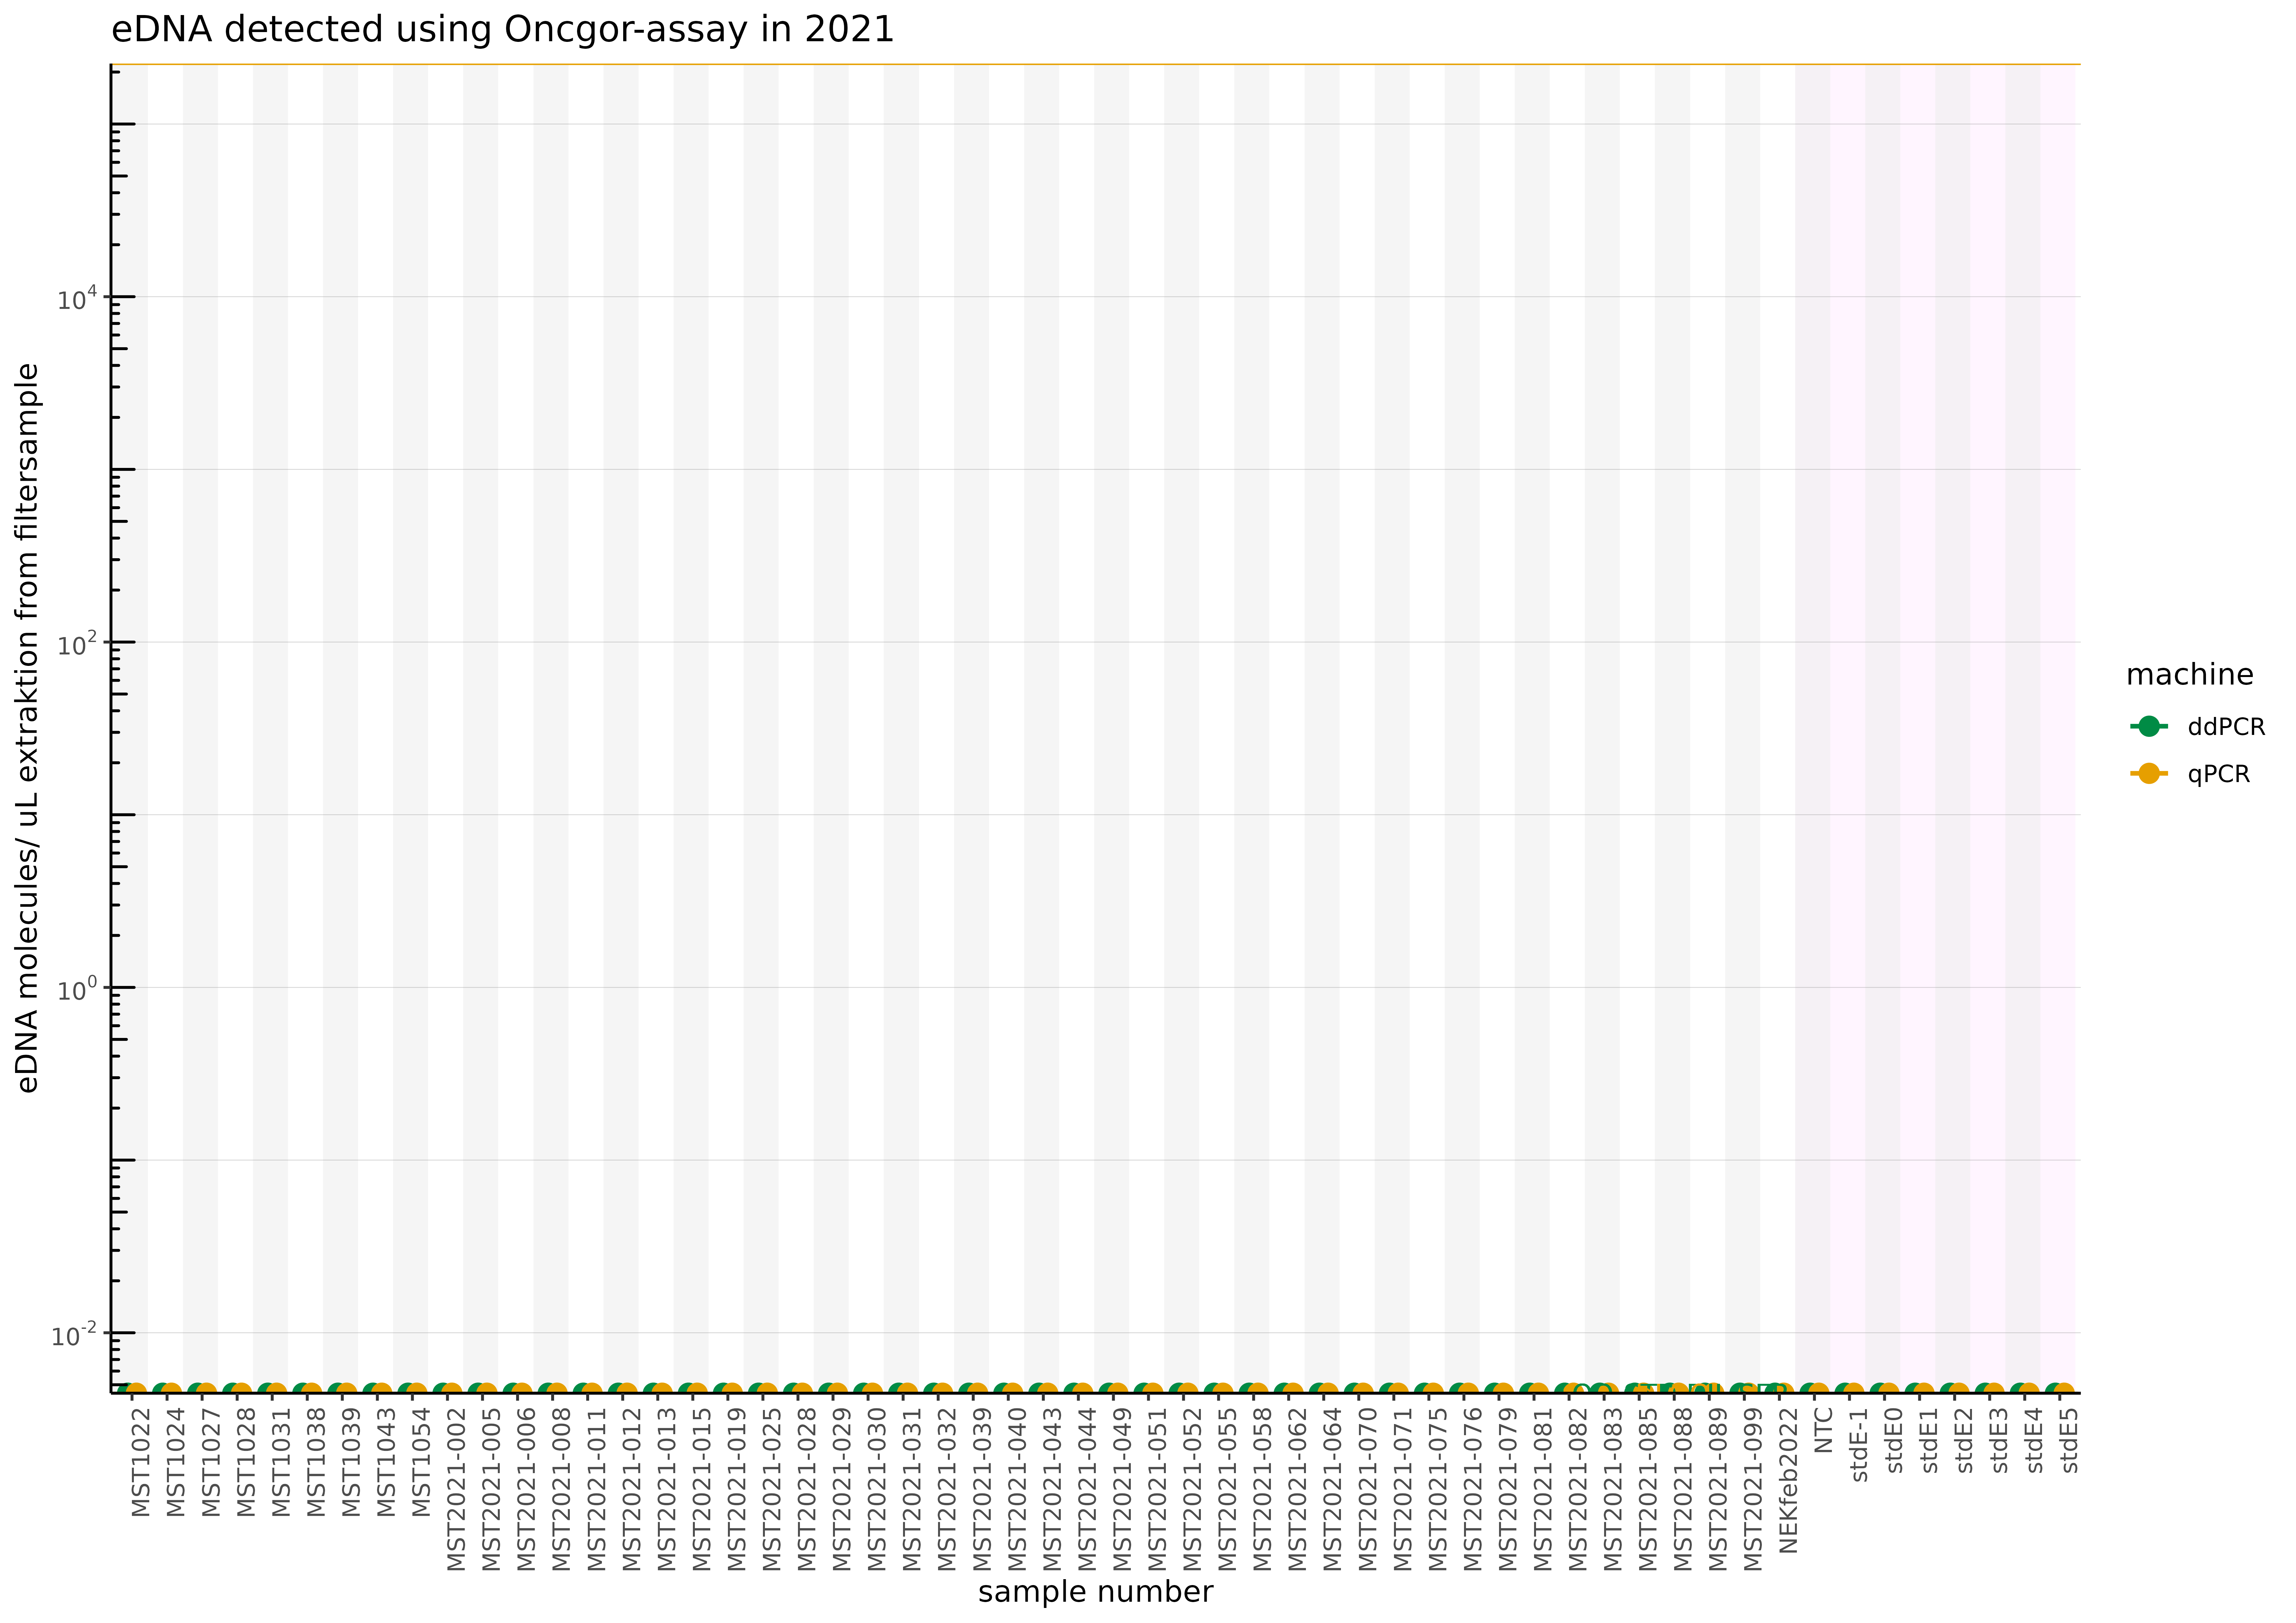 eDNA detected using Oncgor-assay in 2021
eDNA molecules/ uL extraktion from filtersample
10^4
10^2
10^0
10^-2
MST1022
MST1024
MST1027
MST1028
MST1031
MST1038
MST1039
MST1043
MST1054
MST2021-002
MST2021-005
MST2021-006
MST2021-008
MST2021-011
MST2021-012
MST2021-013
MST2021-015
MST2021-019
MST2021-025
MST2021-028
MST2021-029
MST2021-030
MST2021-031
MST2021-032
MST2021-039
MST2021-040
MST2021-043
MST2021-044
MST2021-049
MST2021-051
MST2021-052
MST2021-055
MST2021-058
MST2021-062
MST2021-064
MST2021-070
MST2021-071
MST2021-075
MST2021-076
MST2021-079
MST2021-081
MST2021-082
MST2021-083
MST2021-085
MST2021-088
MST2021-089
MST2021-099
NEKfeb2022
NTC
stdE-1
stdE0
stdE1
stdE2
stdE3
stdE4
stdE5
sample number
machine
ddPCR
qPCR